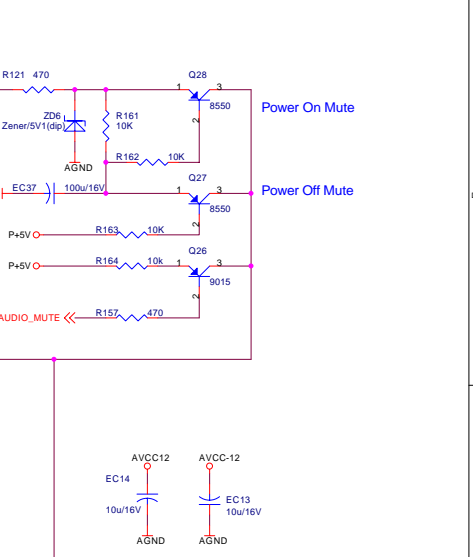 R121 470
Q28
1
3
8550
2
Power On Mute
ZD6
Zener/5V1(dip)
R161
10K
AGND
R162
10K
EC37
100u/16V
Q27
1
3
8550
2
Power Off Mute
P+5V
R163
10K
Q26
P+5V
R164
10k
1
3
9015
2
AUDIO_MUTE
R157
470
AVCC12
AVCC-12
EC14
10u/16V
EC13
10u/16V
AGND
AGND